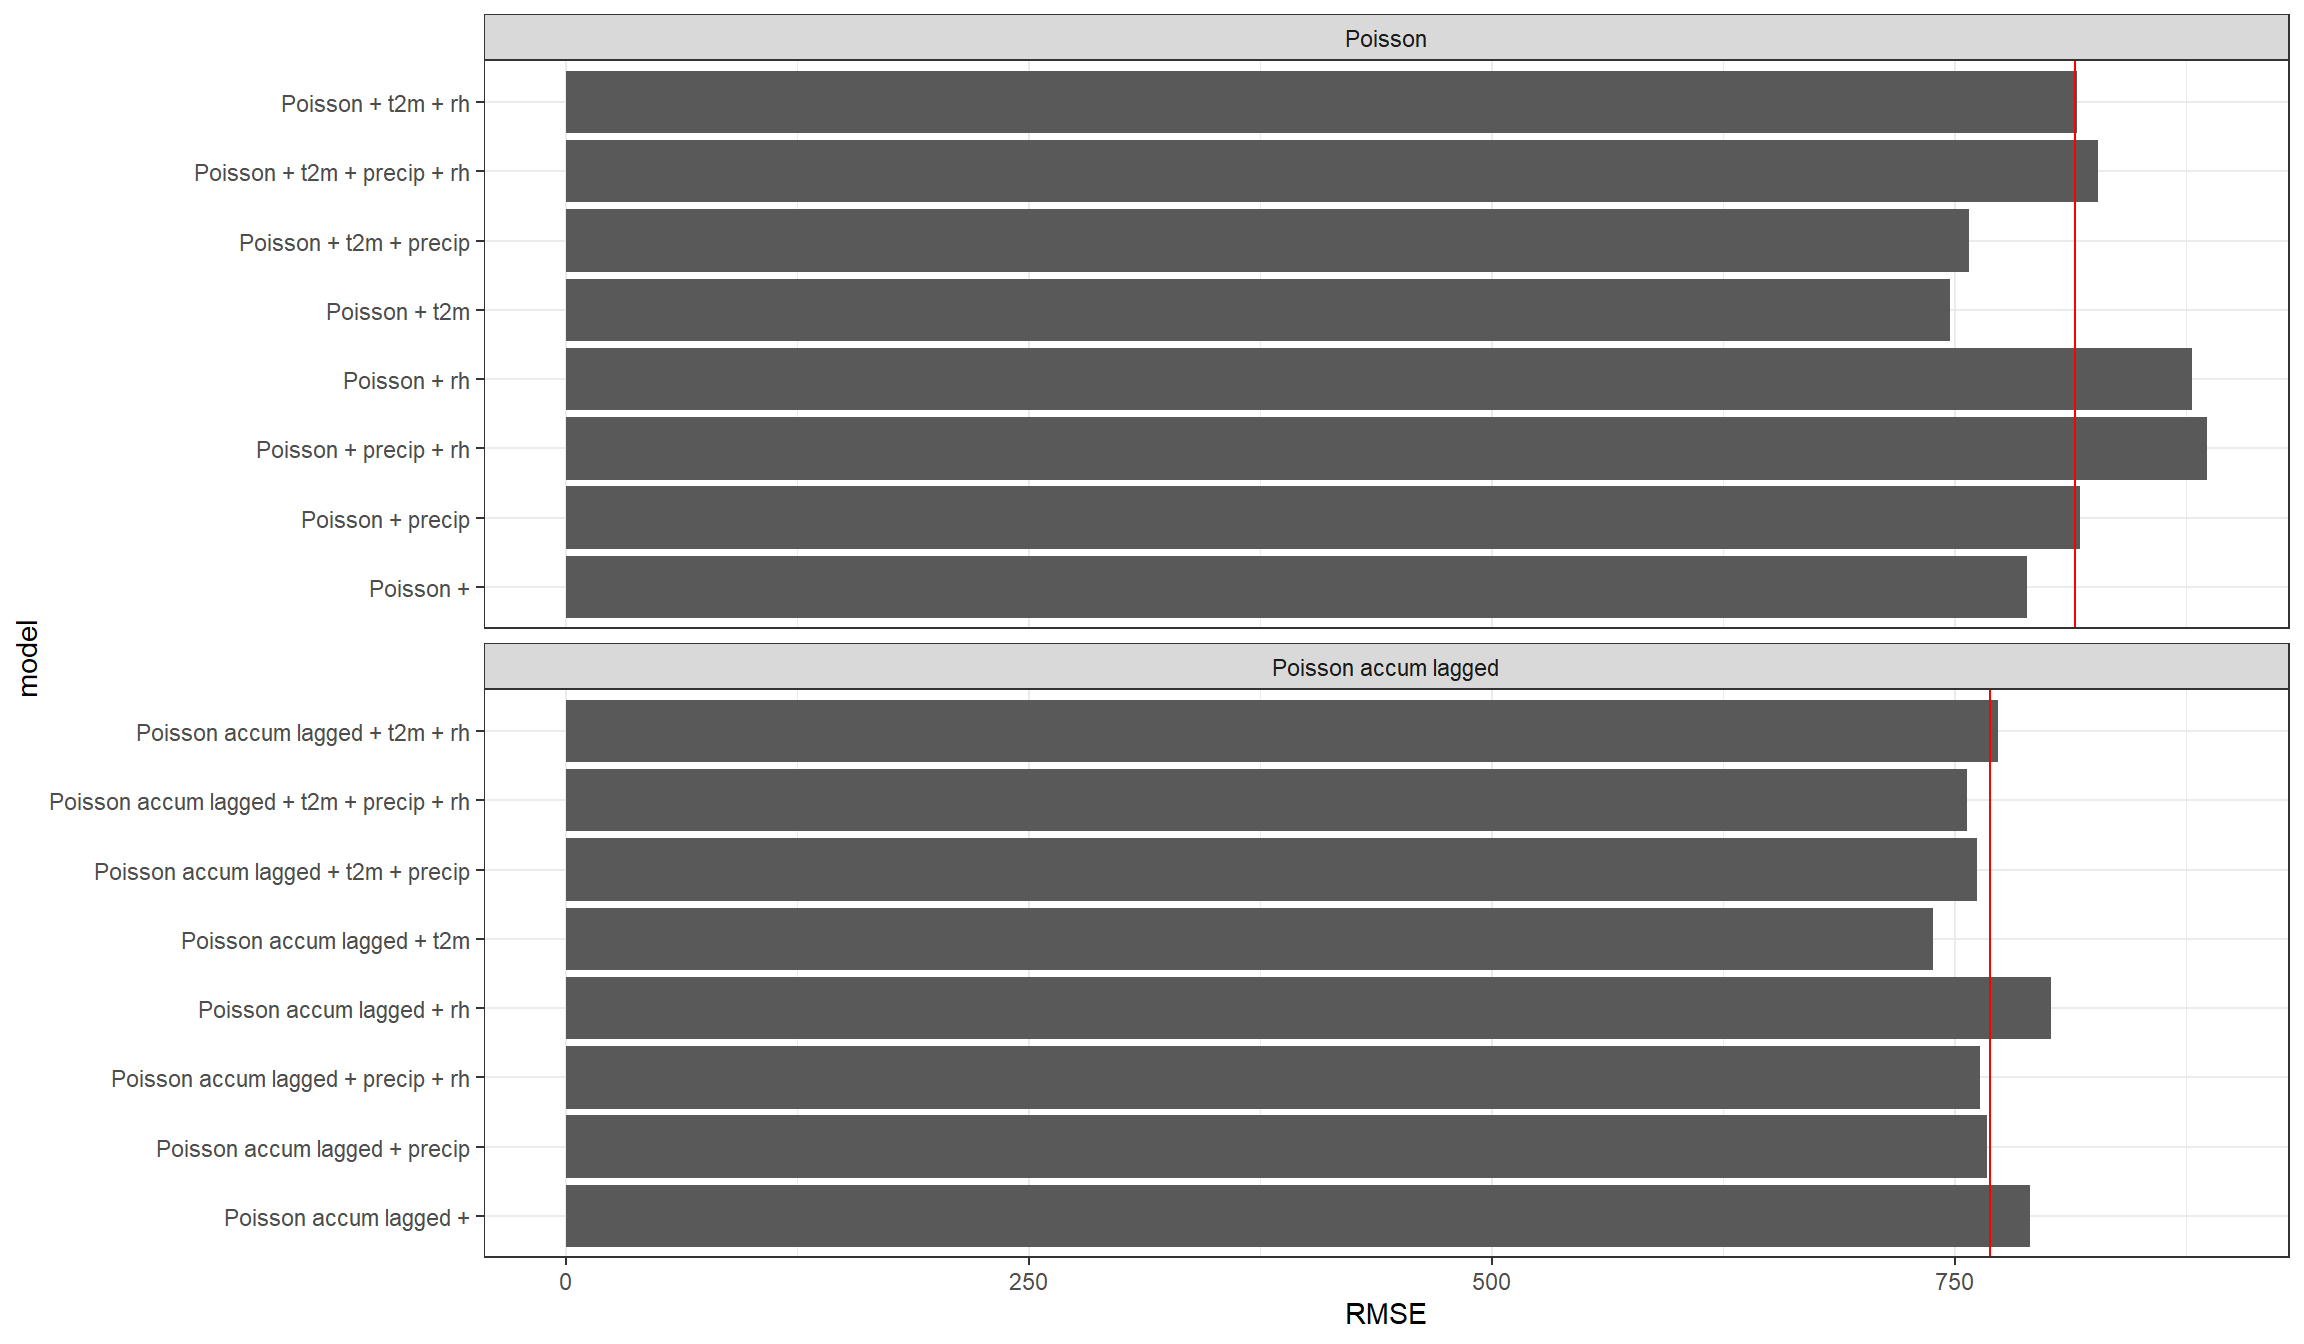 Poisson
Poisson + t2m + rh
Poisson + t2m + precip + rh
Poisson + t2m + precip
Poisson + t2m
Poisson + rh
Poisson + precip + rh
Poisson + precip
Poisson +
model
Poisson accum lagged
Poisson accum lagged + t2m + rh
Poisson accum lagged + t2m + precip + rh
Poisson accum lagged + t2m + precip
Poisson accum lagged + t2m
Poisson accum lagged + rh
Poisson accum lagged + precip + rh
Poisson accum lagged + precip
Poisson accum lagged +
0 250 500 750
RMSE